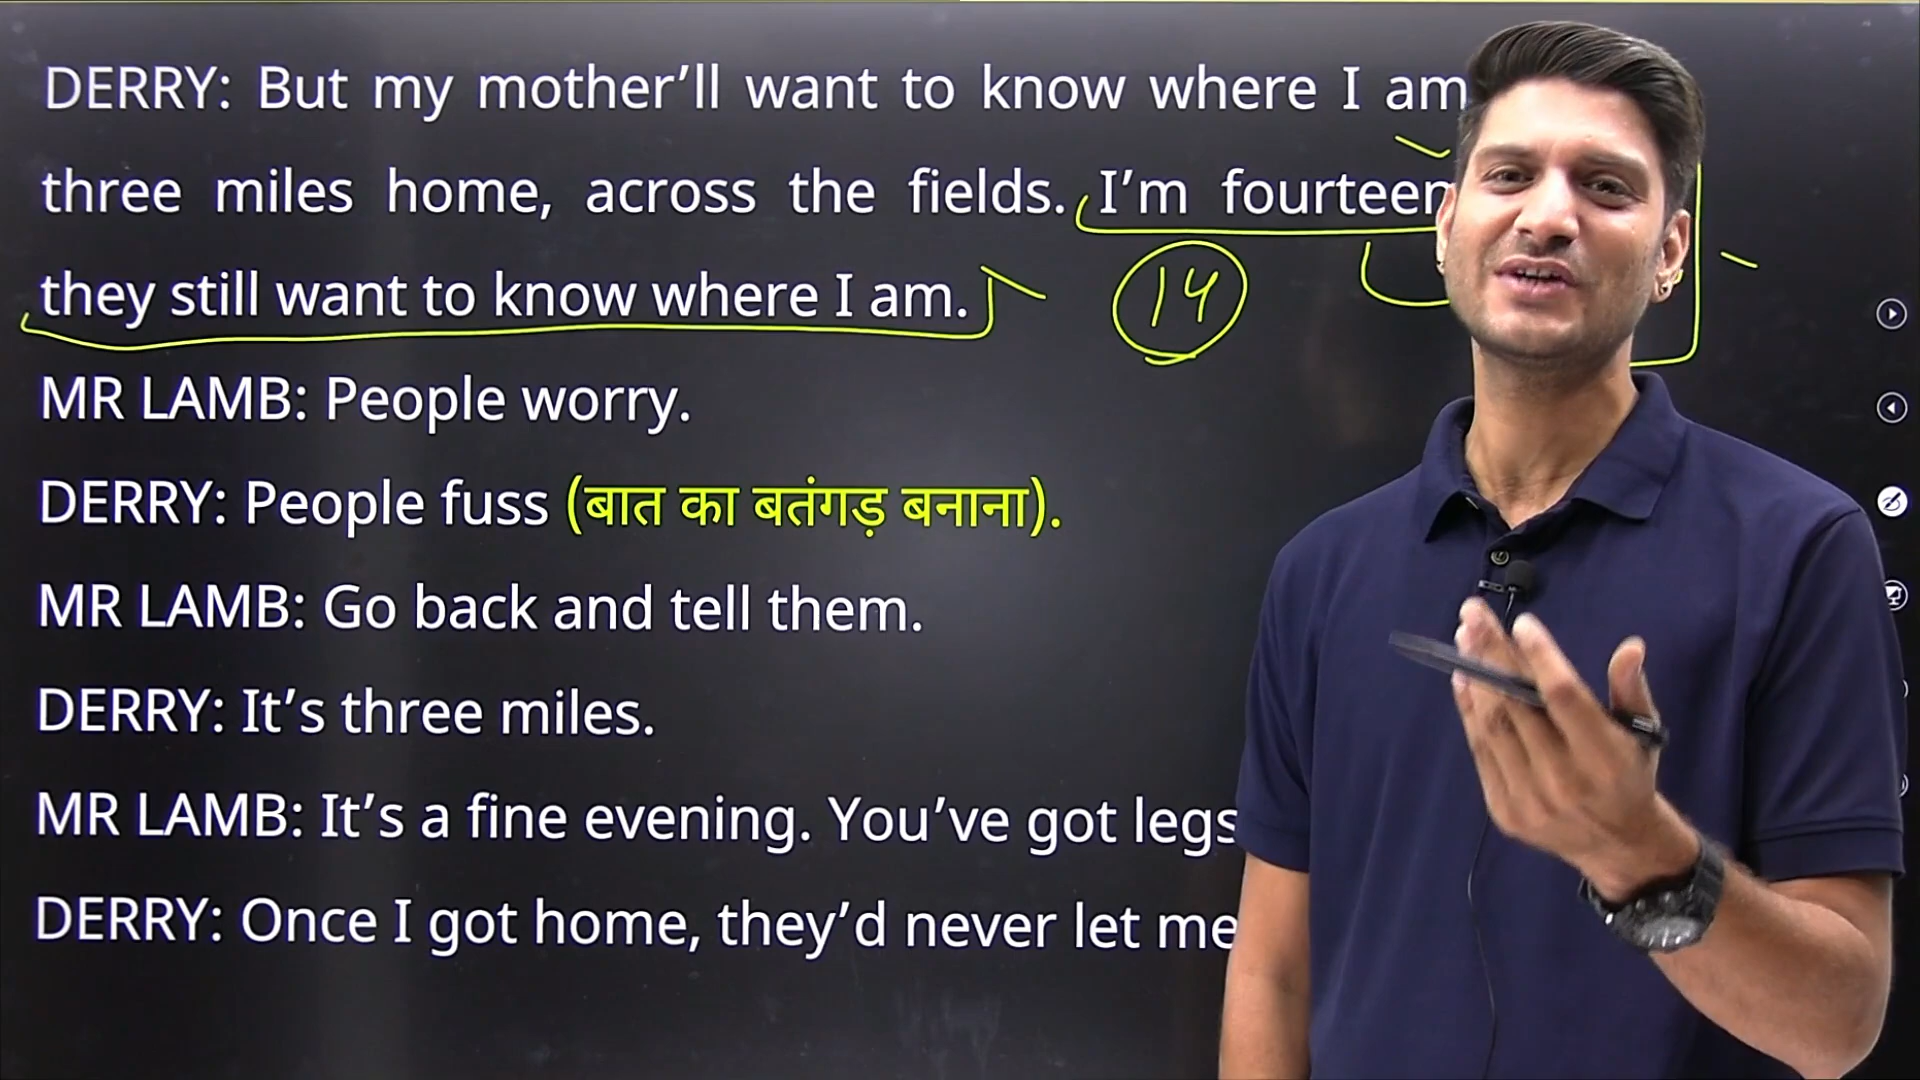 DERRY: But my mother’ll want to know where I am
three miles home, across the fields. I’m fourteen
they still want to know where I am.
14
MR LAMB: People worry.
DERRY: People fuss (बात का बतंगड़ बनाना).
MR LAMB: Go back and tell them.
DERRY: It’s three miles.
MR LAMB: It’s a fine evening. You’ve got legs
DERRY: Once I got home, they’d never let me